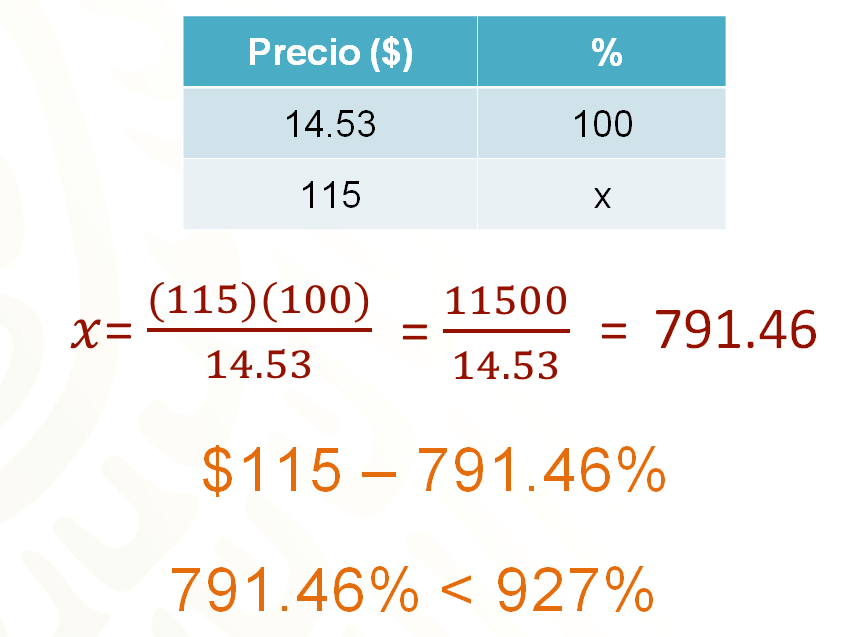 Precio ($) %
14.53 100
115 x
x= (115)(100) / 14.53 = 11500 / 14.53 = 791.46
$115 – 791.46%
791.46% < 927%